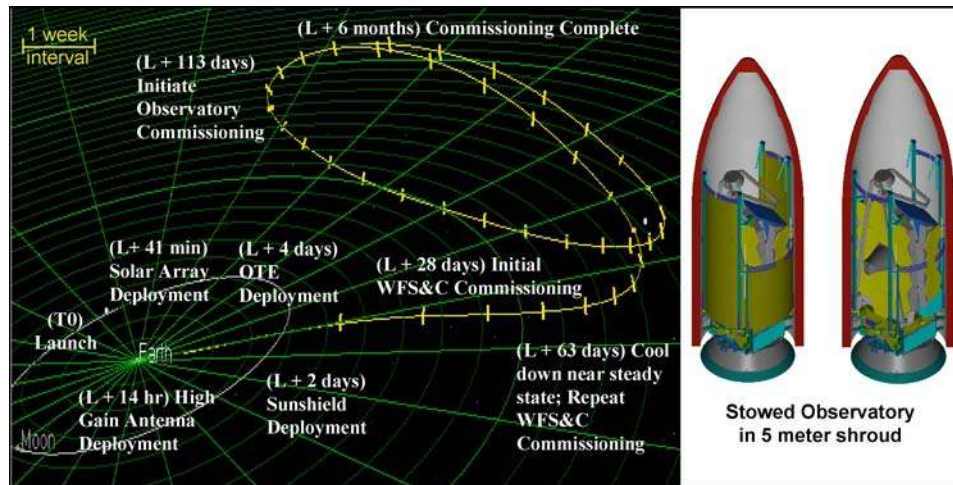 1 week
interval
(L + 6 months) Commissioning Complete
(L + 113 days)
Initiate
Observatory
Commissioning
(L + 41 min)
Solar Array
Deployment
(L + 4 days)
OTE
Deployment
(L + 28 days) Initial
WFS&C Commissioning
(T0)
Launch
Earth
(L + 14 hr) High
Gain Antenna
Deployment
Moon
(L + 2 days)
Sunshield
Deployment
(L + 63 days) Cool
down near steady
state; Repeat
WFS&C
Commissioning
Stowed Observatory
in 5 meter shroud